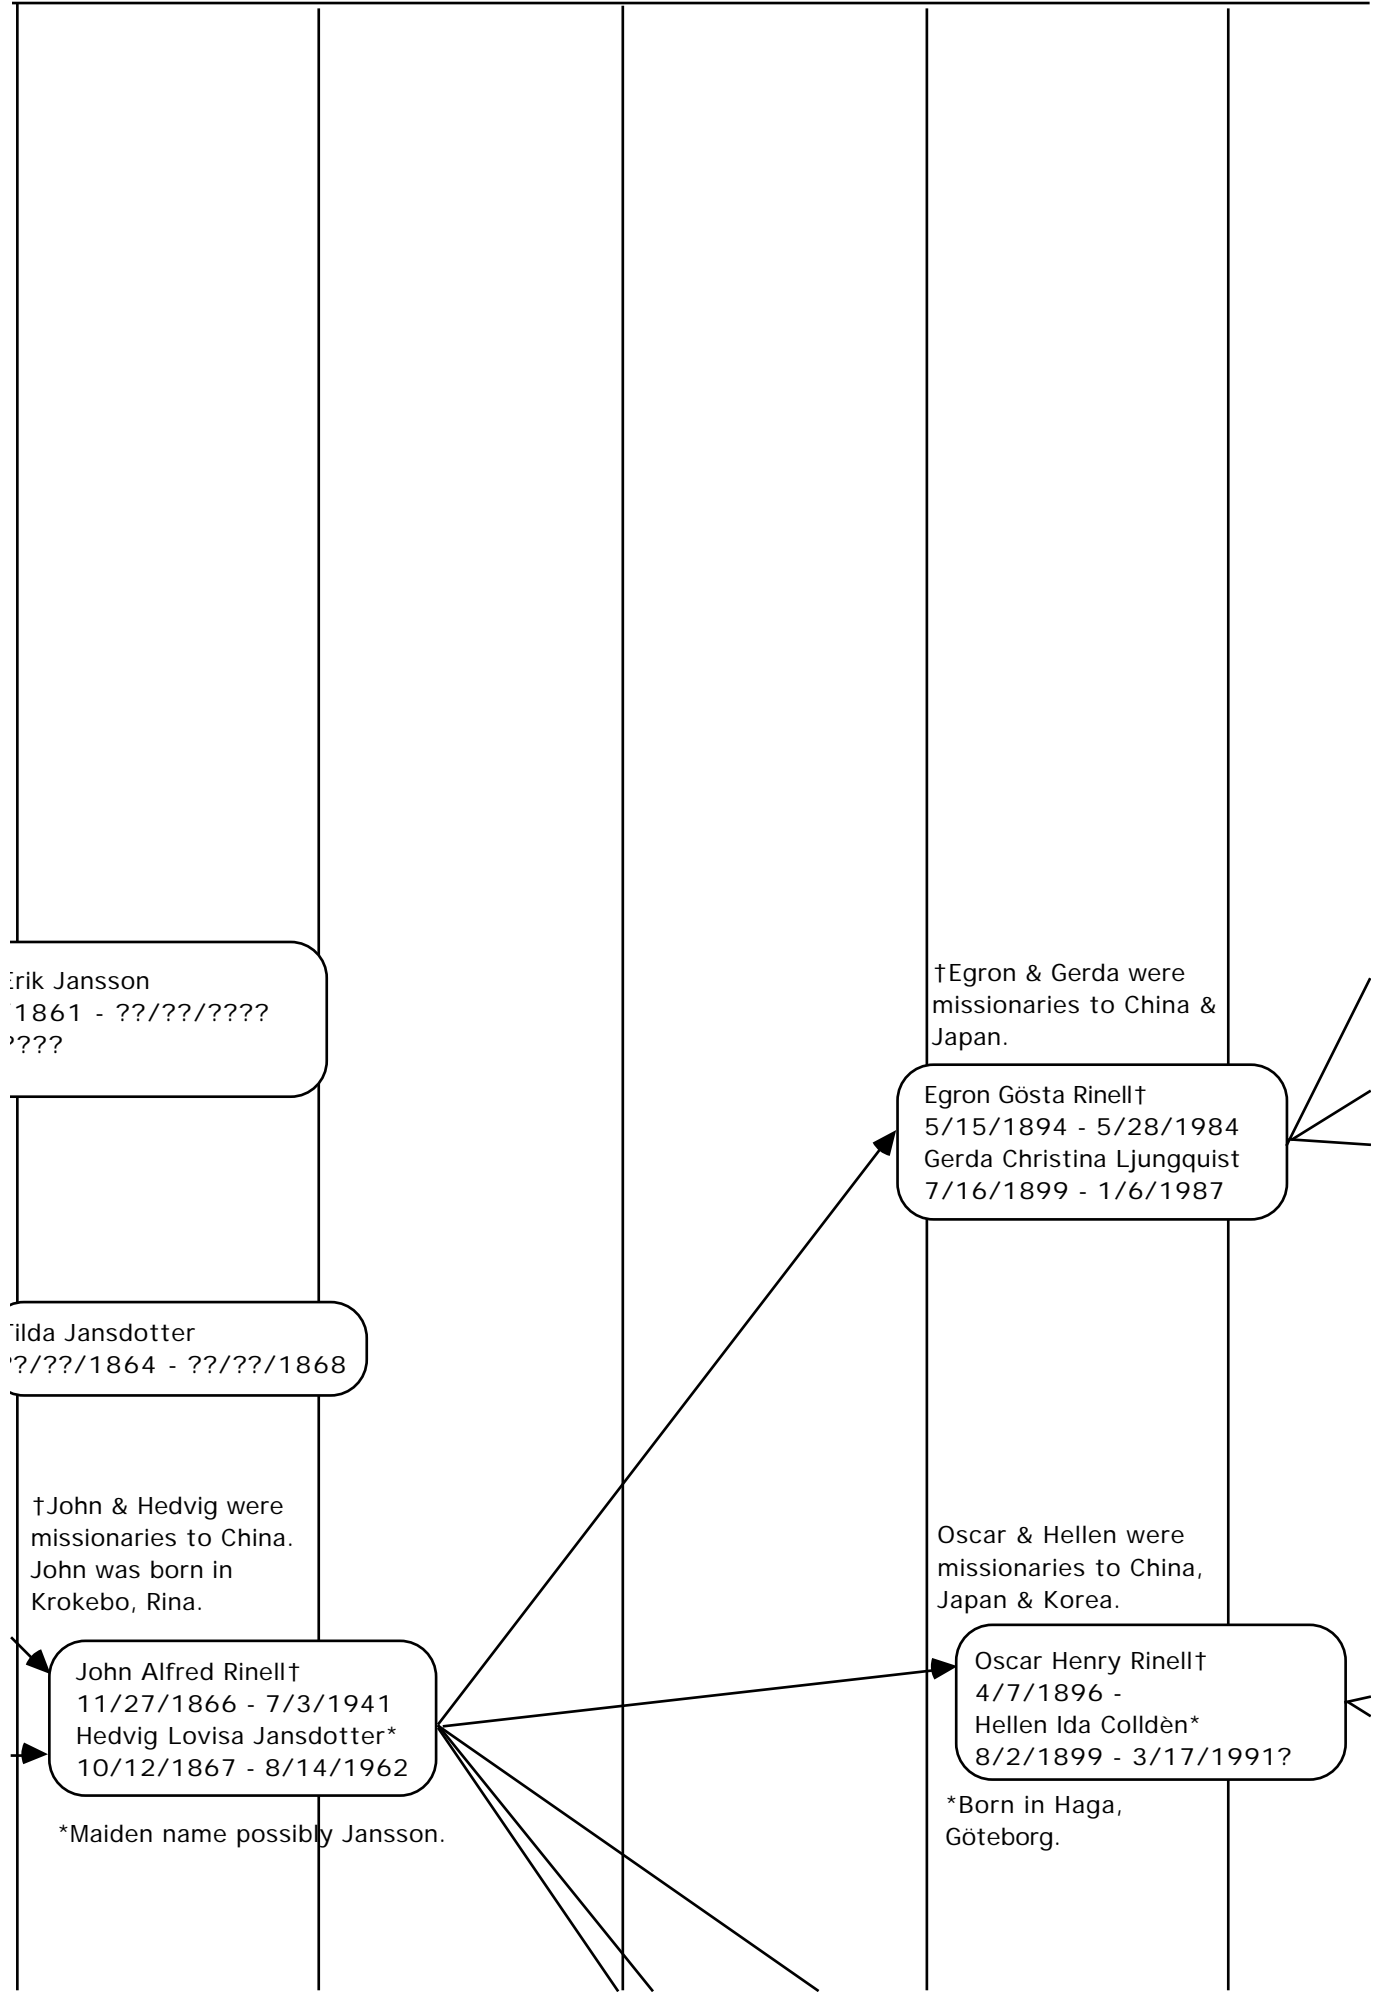 Erik Jansson
1861 - ??/??/????
????
†Egron & Gerda were
missionaries to China &
Japan.
Egron Gösta Rinell†
5/15/1894 - 5/28/1984
Gerda Christina Ljungquist
7/16/1899 - 1/6/1987
Jansdotter
??/??/1864 - ??/??/1868
†John & Hedvig were
missionaries to China.
John was born in
Krokebo, Rina.
John Alfred Rinell†
11/27/1866 - 7/3/1941
Hedvig Lovisa Jansdotter*
10/12/1867 - 8/14/1962
*Maiden name possibly Jansson.
Oscar & Hellen were
missionaries to China,
Japan & Korea.
Oscar Henry Rinell†
4/7/1896 -
Hellen Ida Colldèn*
8/2/1899 - 3/17/1991?
*Born in Haga,
Göteborg.